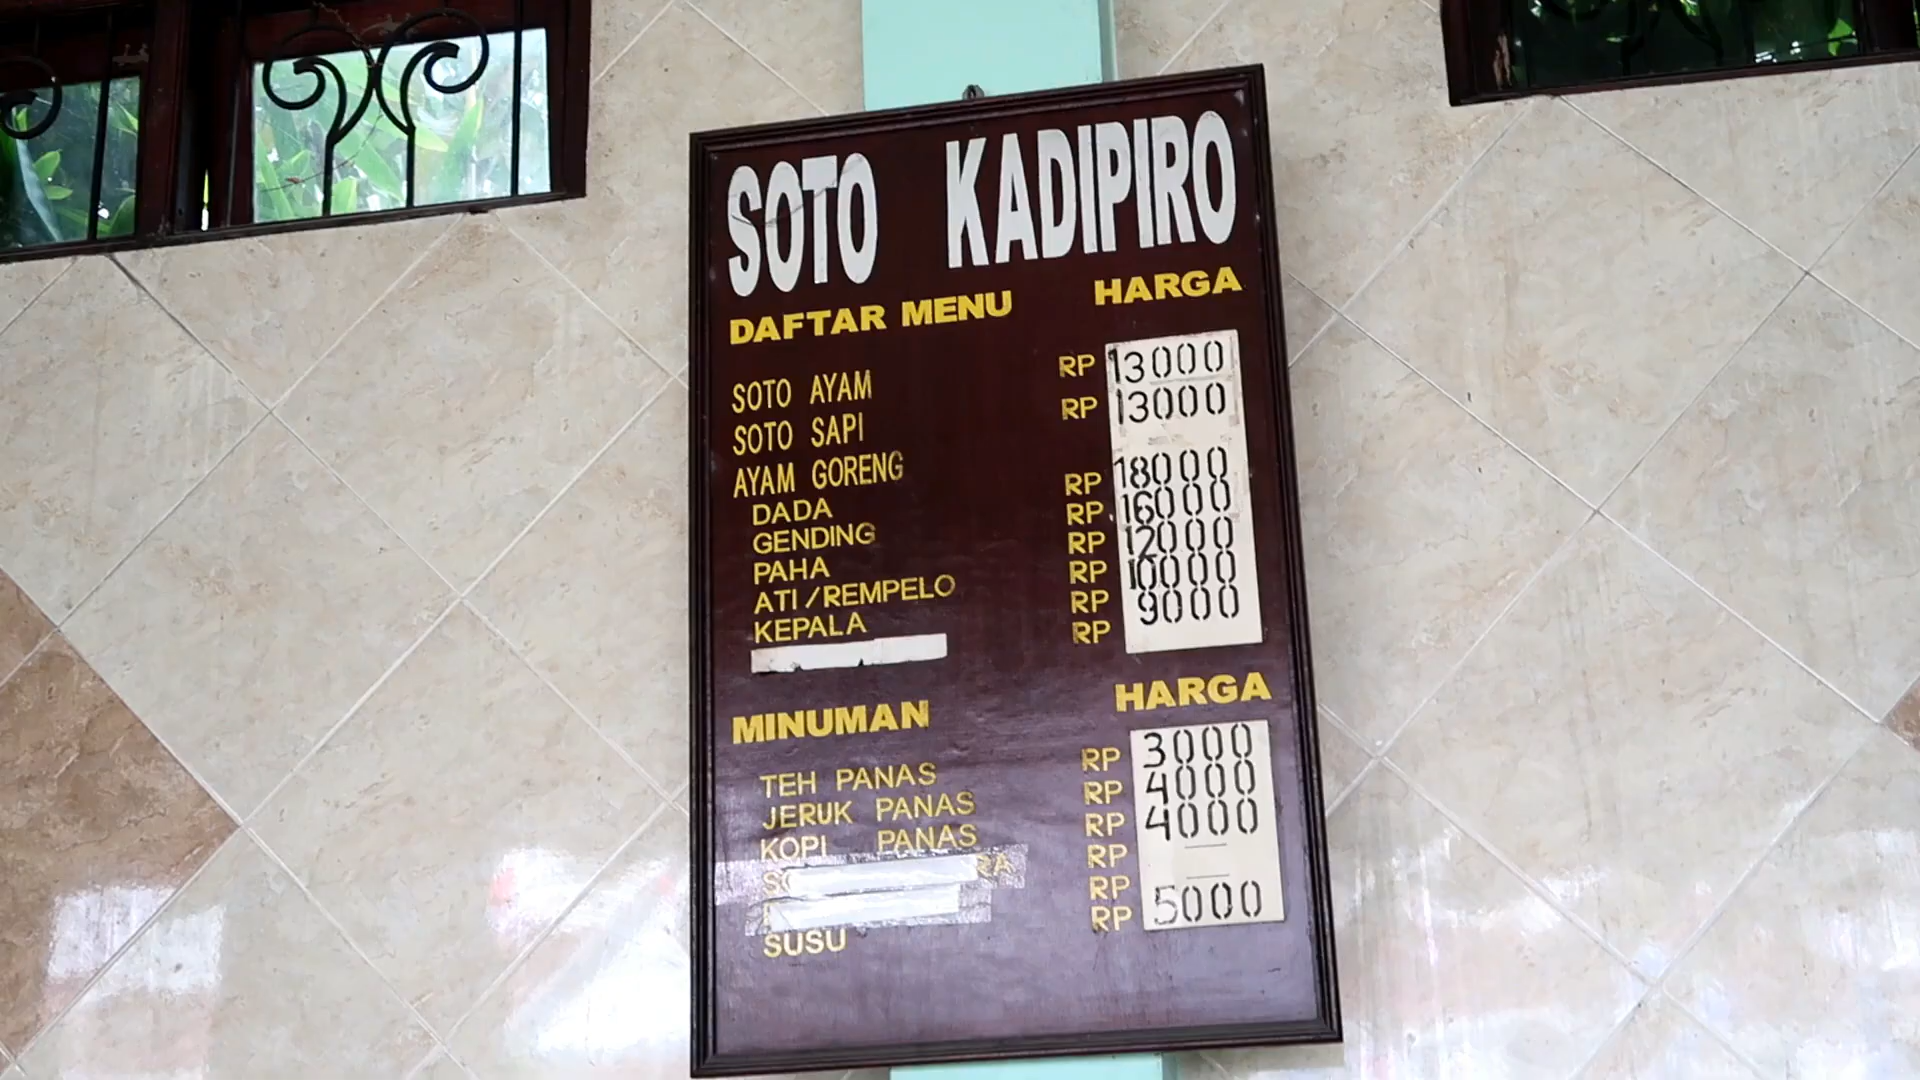 SOTO KADIPIRO
DAFTAR MENU HARGA
SOTO AYAM RP 13000
SOTO SAPI RP 13000
AYAM GORENG
DADA RP 18000
GENDING RP 16000
PAHA RP 12000
ATI/REMPELO RP 10000
KEPALA RP 9000
RP
MINUMAN HARGA
TEH PANAS RP 3000
JERUK PANAS RP 4000
KOPI PANAS RP 4000
RP
RP
SUSU RP 5000